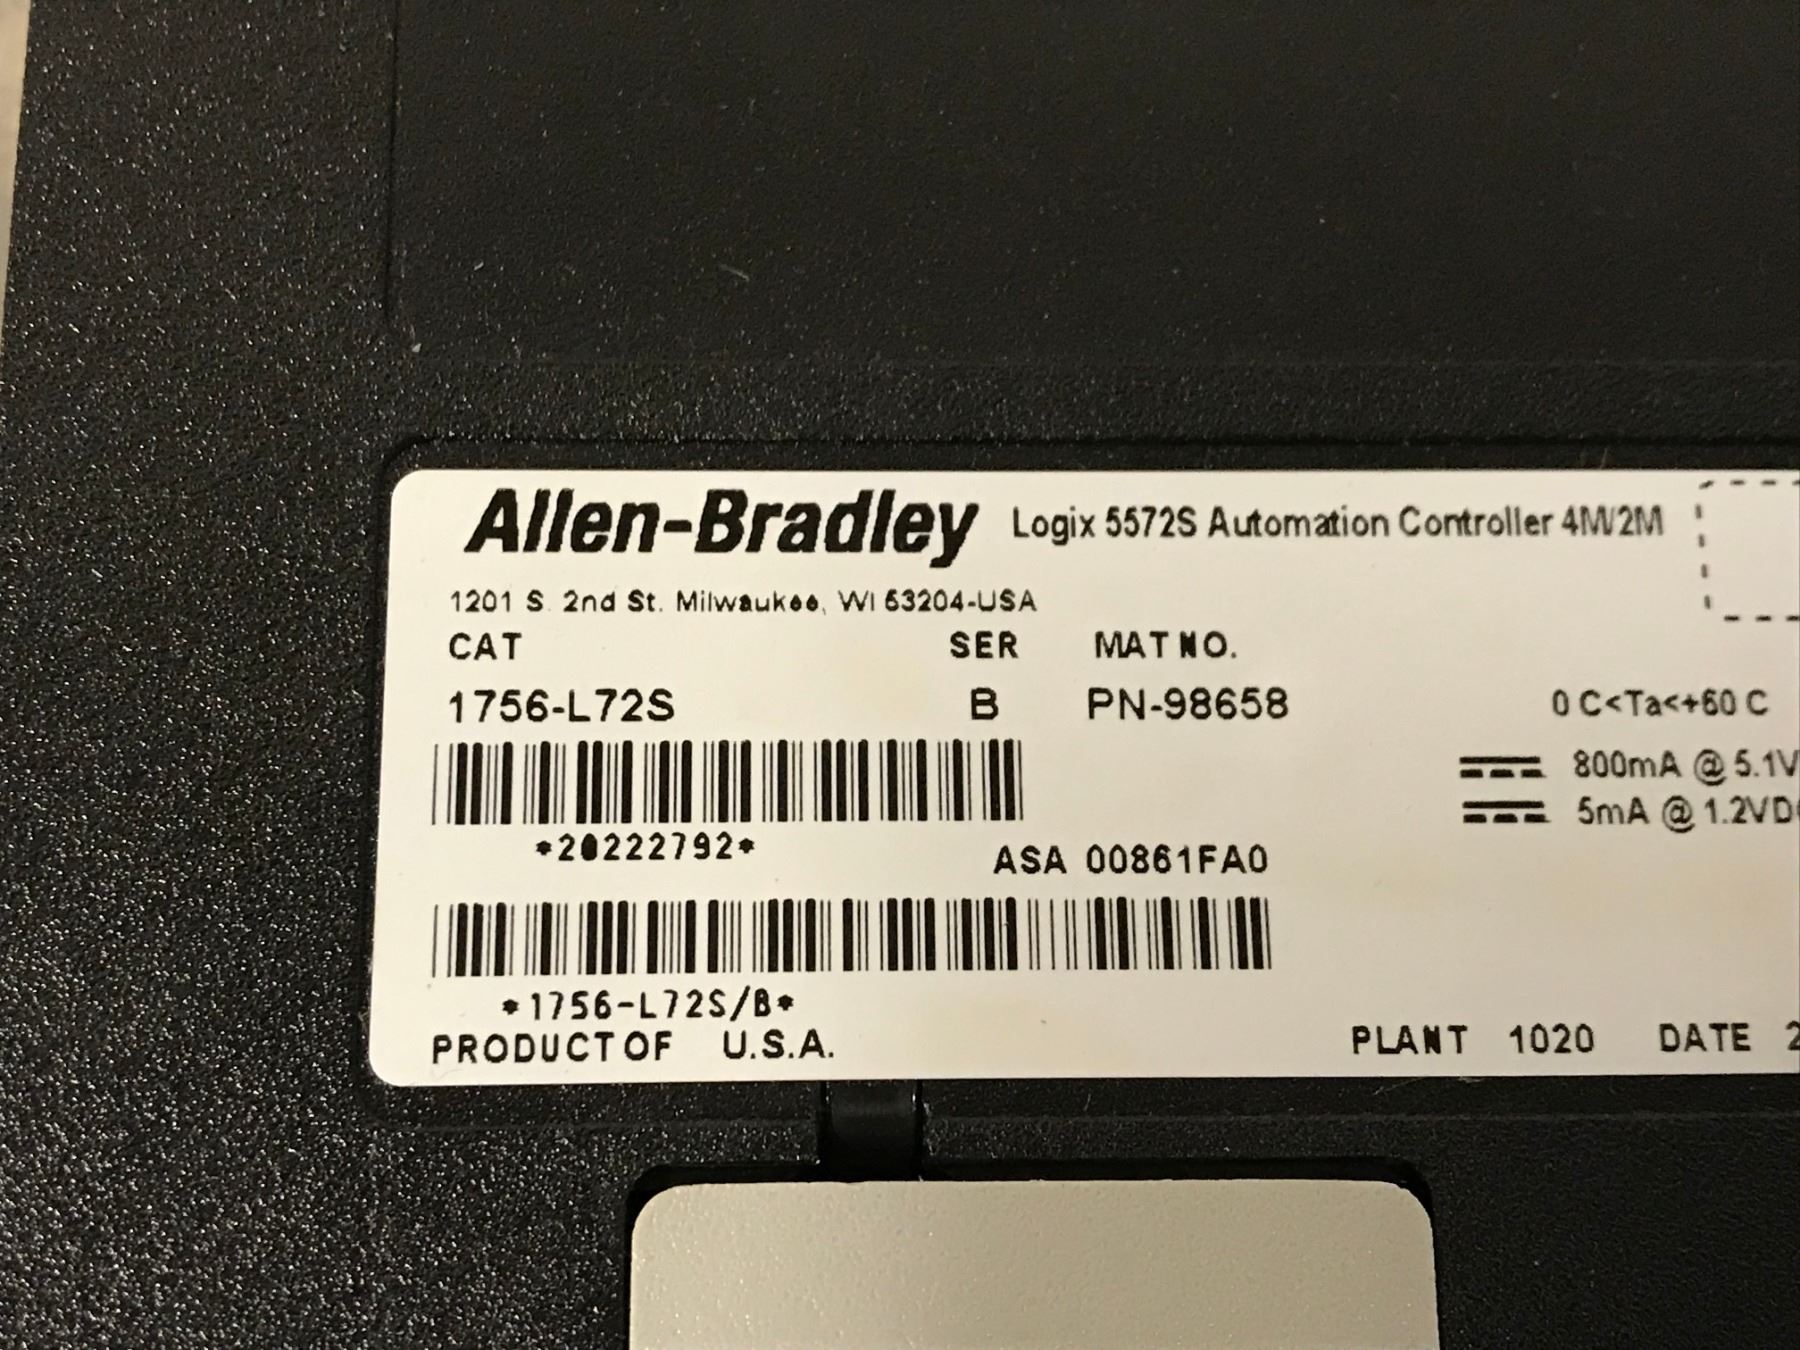 Allen-Bradley Logix 5572S Automation Controller 4M/2M
1201 S. 2nd St. Milwaukee, WI 53204-USA
CAT SER MAT NO.
1756-L72S B PN-98658 0 C<Ta<+60 C
800mA @ 5.1V
5mA @ 1.2VDC
*20222792* ASA 00861FA0
*1756-L72S/B*
PRODUCT OF U.S.A. PLANT 1020 DATE 2